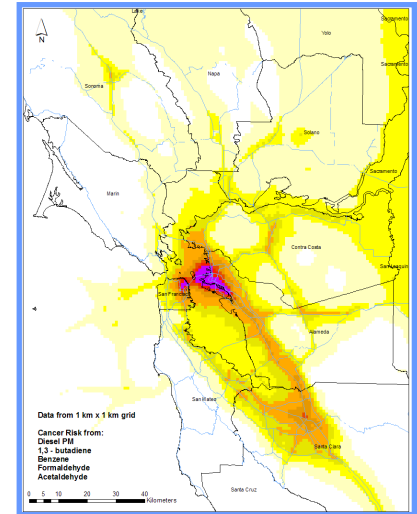 Lake
Sacramento
Yolo
N
Sacramento
Napa
Sonoma
Solano
Sacramento
Marin
Contra Costa
San Joaquin
San Francisco
Alameda
San Mateo
Data from 1 km x 1 km grid
Cancer Risk from:
Diesel PM
1,3 - butadiene
Benzene
Formaldehyde
Acetaldehyde
Santa Clara
Santa Cruz
0 5 10 20 30 40
Kilometers